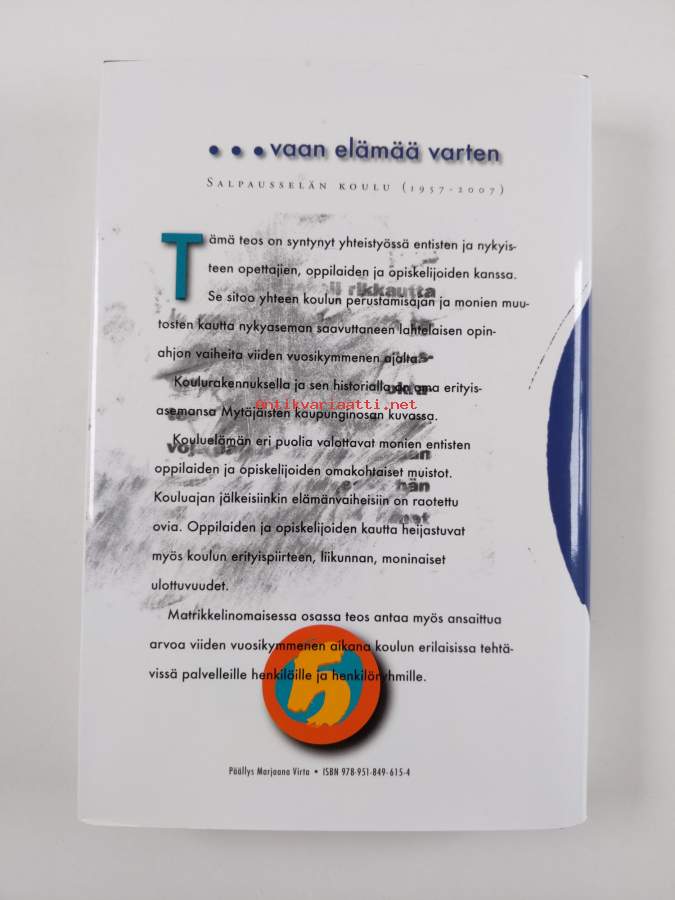 ...vaan elämää varten
SALPAUSSELÄN KOULU (1957-2007)
Tämä teos on syntynyt yhteistyössä entisten ja nykyis-
teen opettajien, oppilaiden ja opiskelijoiden kanssa.
rikkautta
Se sitoo yhteen koulun perustamisajan ja monien muu-
tosten kautta nykyaseman saavuttaneen lahtelaisen opin-
ahjon vaiheita viiden vuosikymmenen ajalta.
Koulurakennuksella ja sen historialla on oma erityis-
antikvariaatti.net
asemansa Mytäjäisten kaupunginosan kuvassa.
Kouluelämän eri puolia valottavat monien entisten
oppilaiden ja opiskelijoiden omakohtaiset muistot.
Kouluajan jälkeisiinkin elämänvaiheisiin on raotettu
ovia. Oppilaiden ja opiskelijoiden kautta heijastuvat
myös koulun erityispiirteen, liikunnan, moninaiset
ulottuvuudet.
Matrikkelinomaisessa osassa teos antaa myös ansaittua
arvoa viiden vuosikymmenen aikana koulun erilaisissa tehtä-
vissä palvelleille henkilöille ja henkilöryhmille.
5
Päällys Marjaana Virta • ISBN 978-951-849-615-4